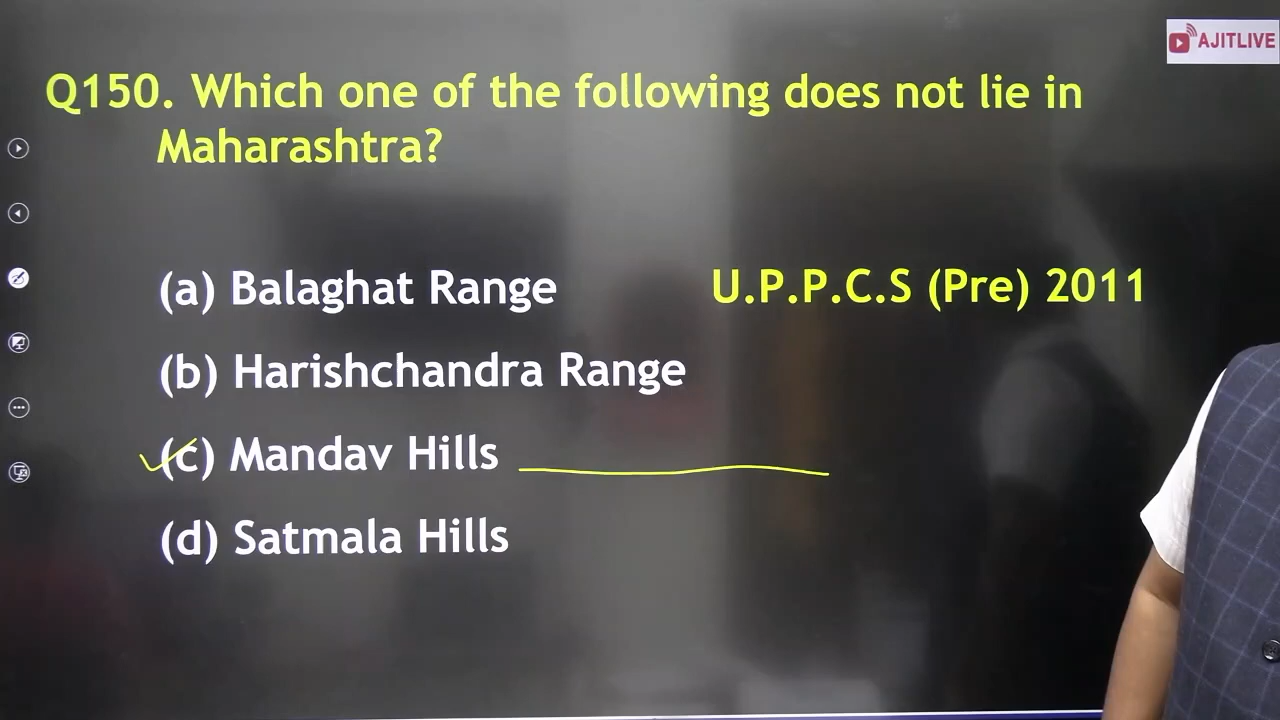 AJITLIVE
Q150. Which one of the following does not lie in
Maharashtra?
(a) Balaghat Range
U.P.P.C.S (Pre) 2011
(b) Harishchandra Range
(c) Mandav Hills
(d) Satmala Hills